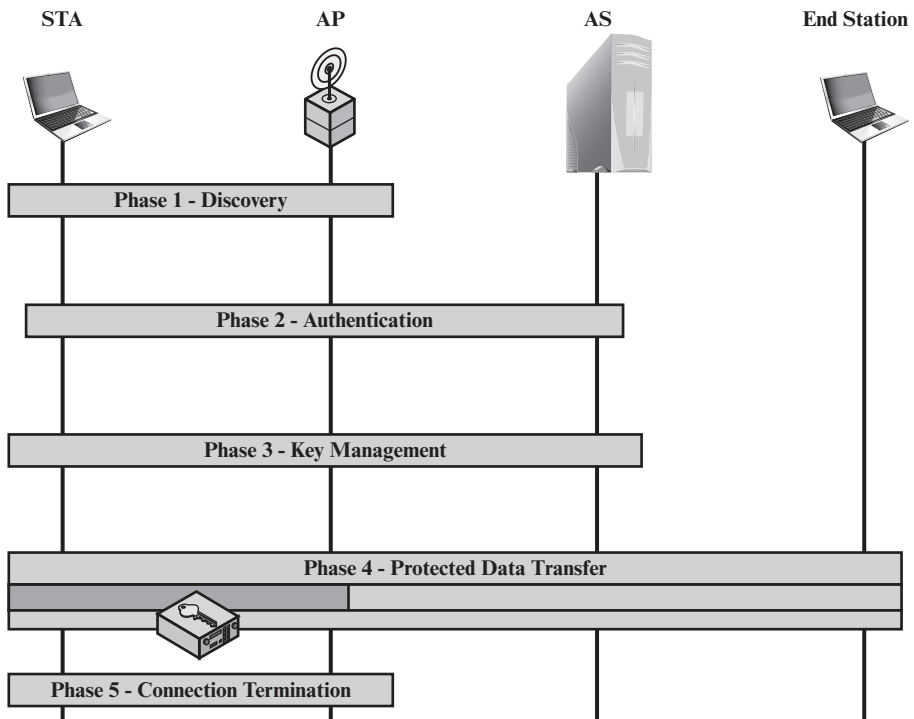 STA
AP
AS
End Station
Phase 1 - Discovery
Phase 2 - Authentication
Phase 3 - Key Management
Phase 4 - Protected Data Transfer
Phase 5 - Connection Termination